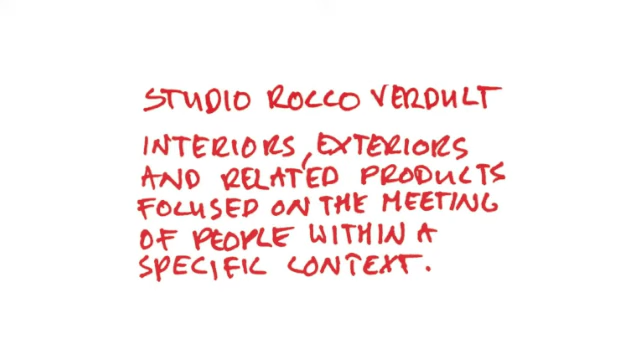 STUDIO ROCCO VERDULT
INTERIORS, EXTERIORS
AND RELATED PRODUCTS
FOCUSED ON THE MEETING
OF PEOPLE WITHIN A
SPECIFIC CONTEXT.